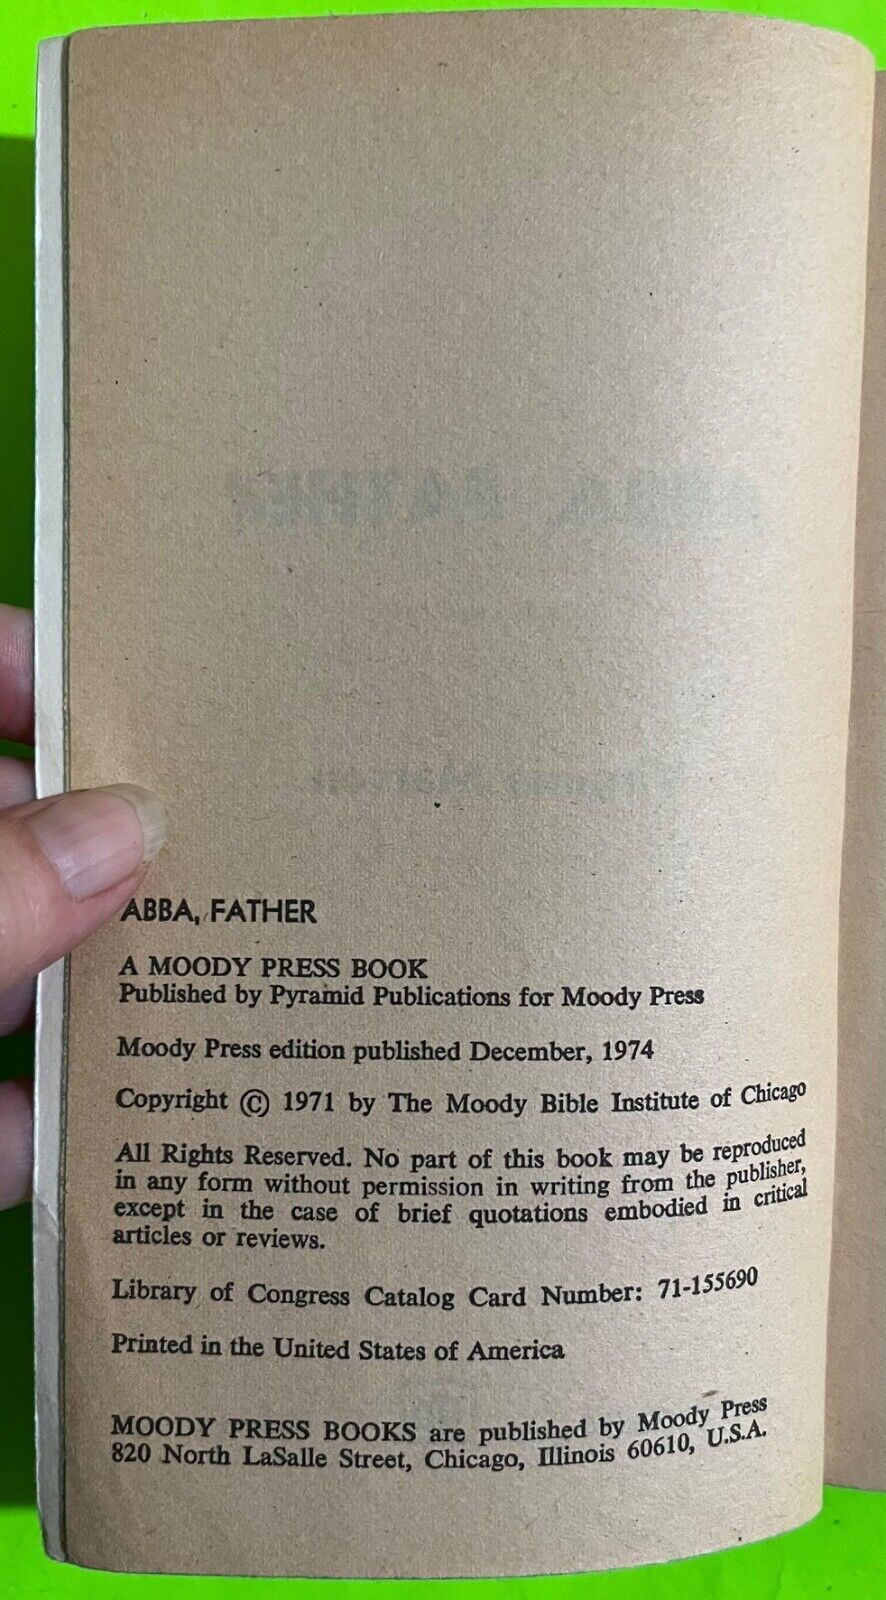 ABBA, FATHER
A MOODY PRESS BOOK
Published by Pyramid Publications for Moody Press
Moody Press edition published December, 1974
Copyright © 1971 by The Moody Bible Institute of Chicago
All Rights Reserved. No part of this book may be reproduced
in any form without permission in writing from the publisher,
except in the case of brief quotations embodied in critical
articles or reviews.
Library of Congress Catalog Card Number: 71-155690
Printed in the United States of America
MOODY PRESS BOOKS are published by Moody Press
820 North LaSalle Street, Chicago, Illinois 60610, U.S.A.